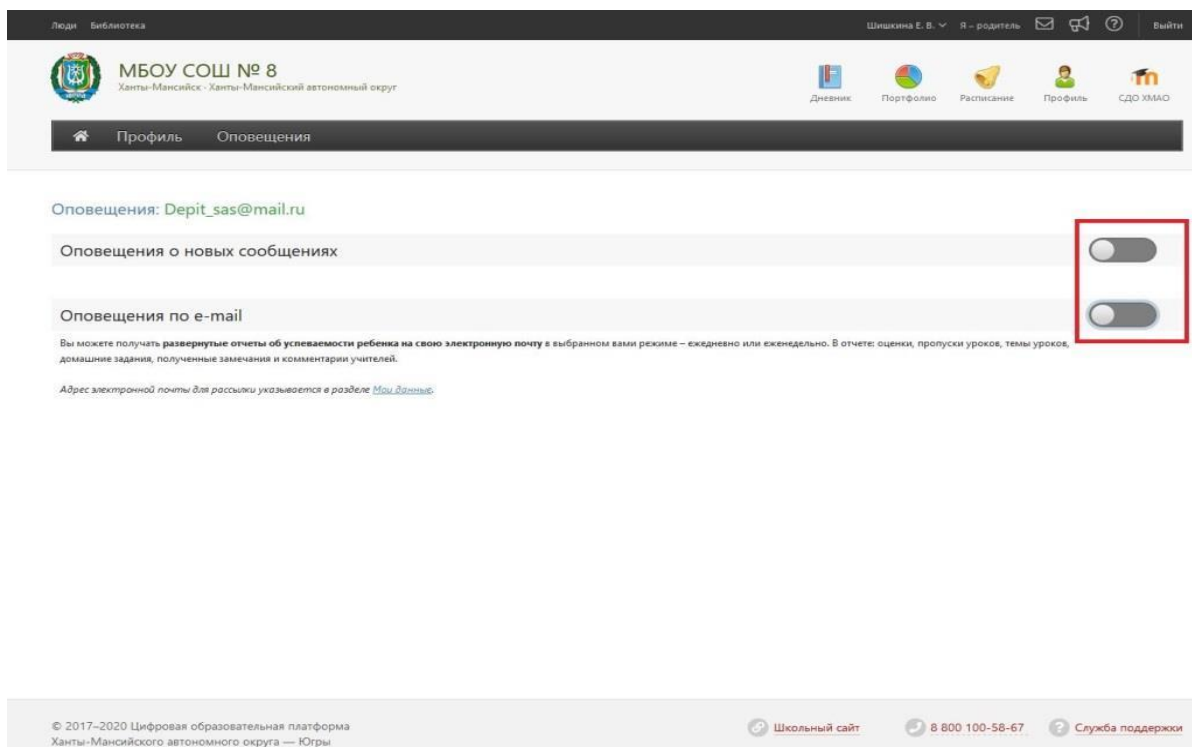 Люди Библиотека Шишкина Е. В. Я – родитель Выйти
МБОУ СОШ № 8
Ханты-Мансийск - Ханты-Мансийский автономный округ
Дневник Портфолио Расписание Профиль СДО ХМАО
Профиль Оповещения
Оповещения: Depit_sas@mail.ru
Оповещения о новых сообщениях
Оповещения по e-mail
Вы можете получать развернутые отчеты об успеваемости ребенка на свою электронную почту в выбранном вами режиме – ежедневно или еженедельно. В отчете: оценки, пропуски уроков, темы уроков,
домашние задания, полученные замечания и комментарии учителей.
Адрес электронной почты для рассылки указывается в разделе Мои данные.
© 2017–2020 Цифровая образовательная платформа
Ханты-Мансийского автономного округа — Югры
Школьный сайт 8 800 100-58-67 Служба поддержки